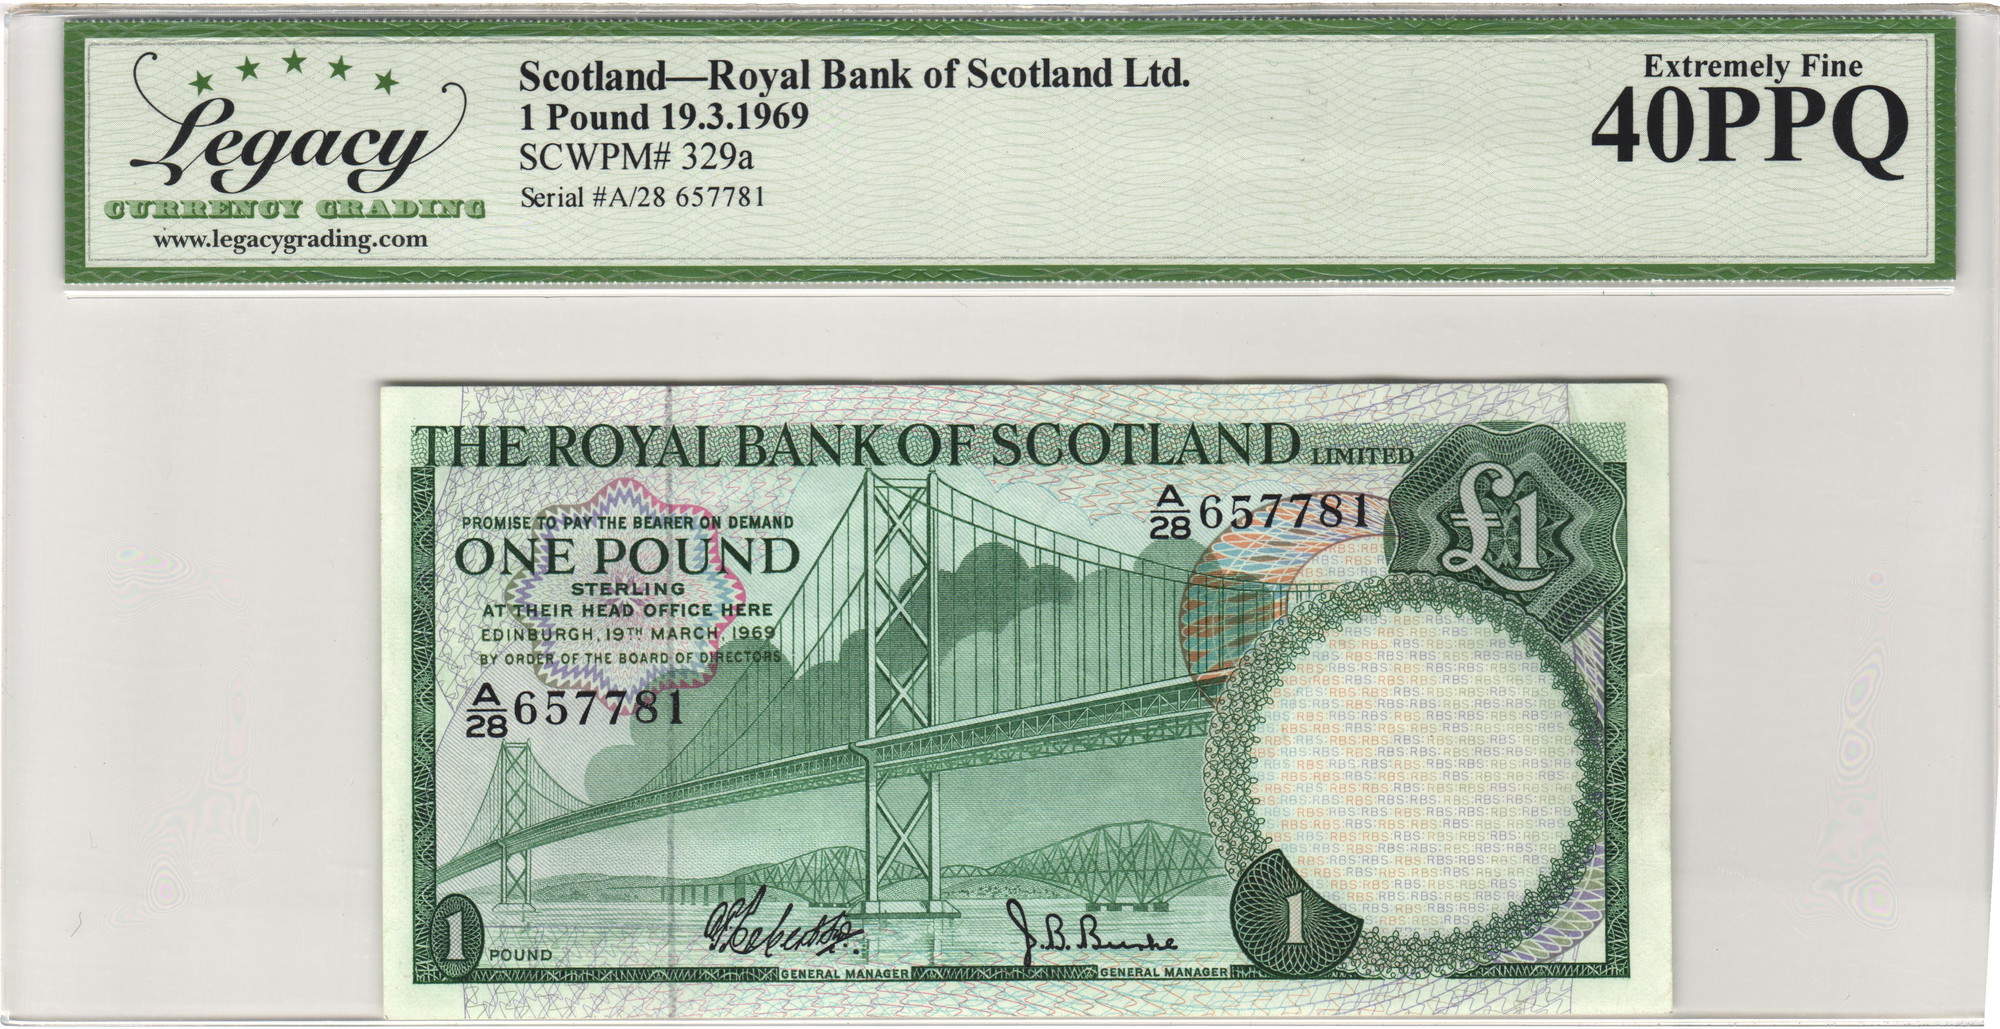 Legacy
CURRENCY GRADING
www.legacygrading.com
Scotland—Royal Bank of Scotland Ltd.
1 Pound 19.3.1969
SCWPM# 329a
Serial #A/28 657781
Extremely Fine
40PPQ
THE ROYAL BANK OF SCOTLAND LIMITED
£1
PROMISE TO PAY THE BEARER ON DEMAND
ONE POUND
STERLING
AT THEIR HEAD OFFICE HERE
EDINBURGH, 19TH MARCH, 1969
BY ORDER OF THE BOARD OF DIRECTORS
A/28 657781
A/28 657781
1
POUND
J.B. Burke
GENERAL MANAGER
GENERAL MANAGER
1